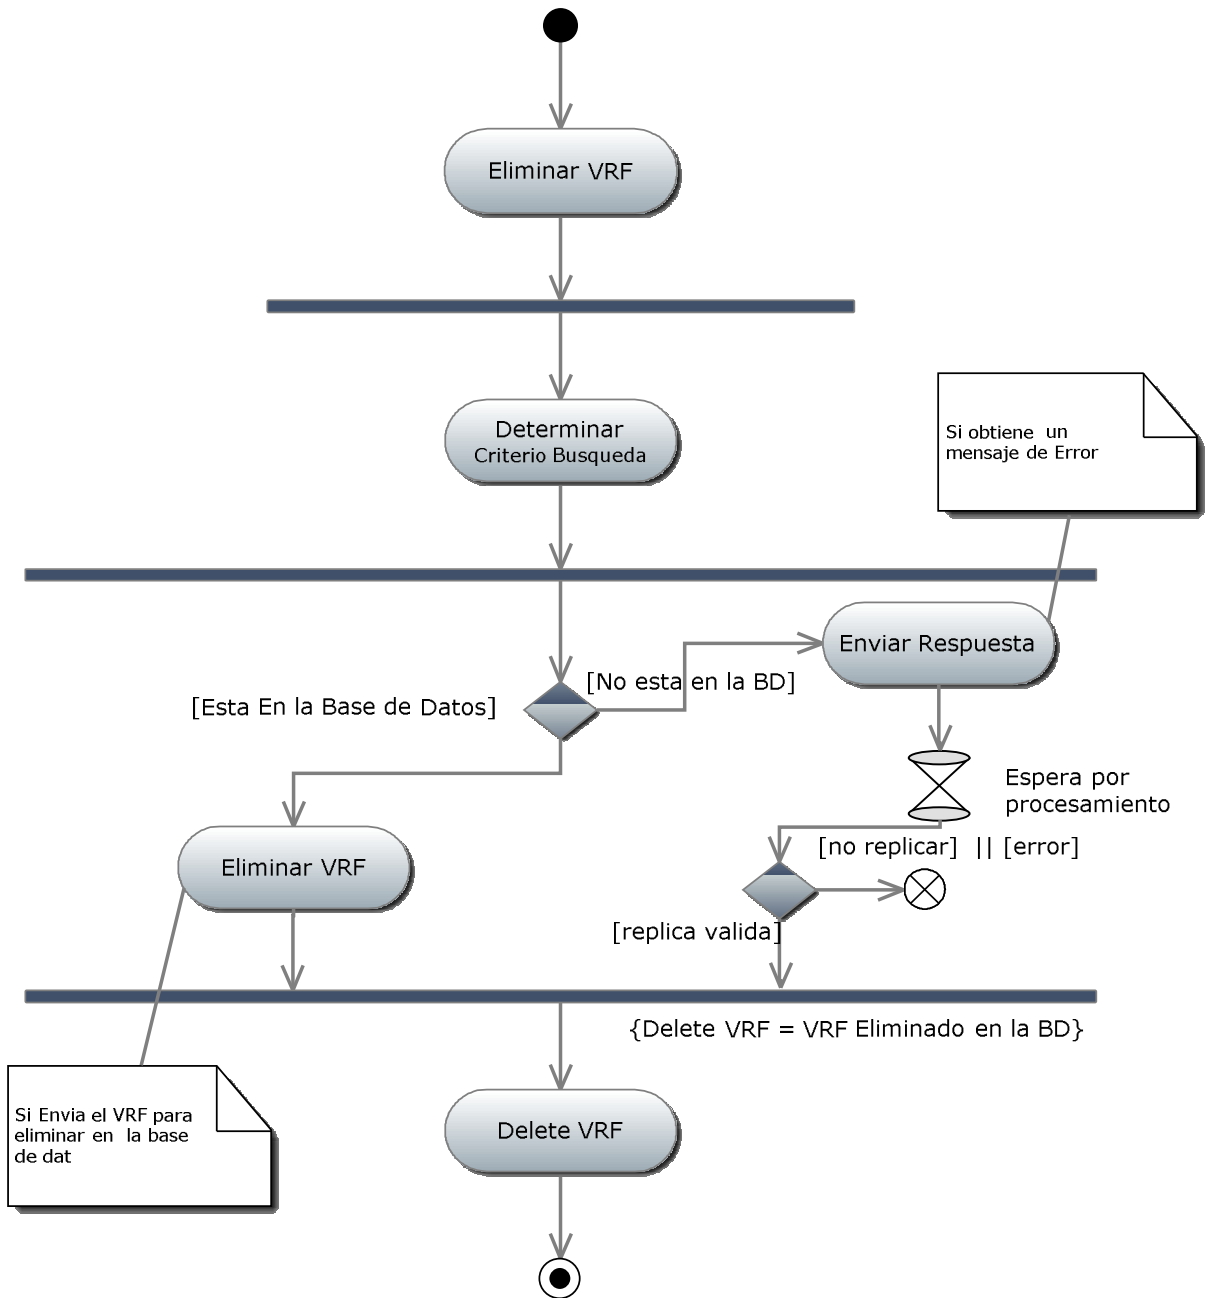 Eliminar VRF
Determinar
Criterio Busqueda
Si obtiene un
mensaje de Error
Enviar Respuesta
[No esta en la BD]
[Esta En la Base de Datos]
Espera por
procesamiento
[no replicar] || [error]
Eliminar VRF
[replica valida]
{Delete VRF = VRF Eliminado en la BD}
Si Envia el VRF para
eliminar en la base
de dat
Delete VRF